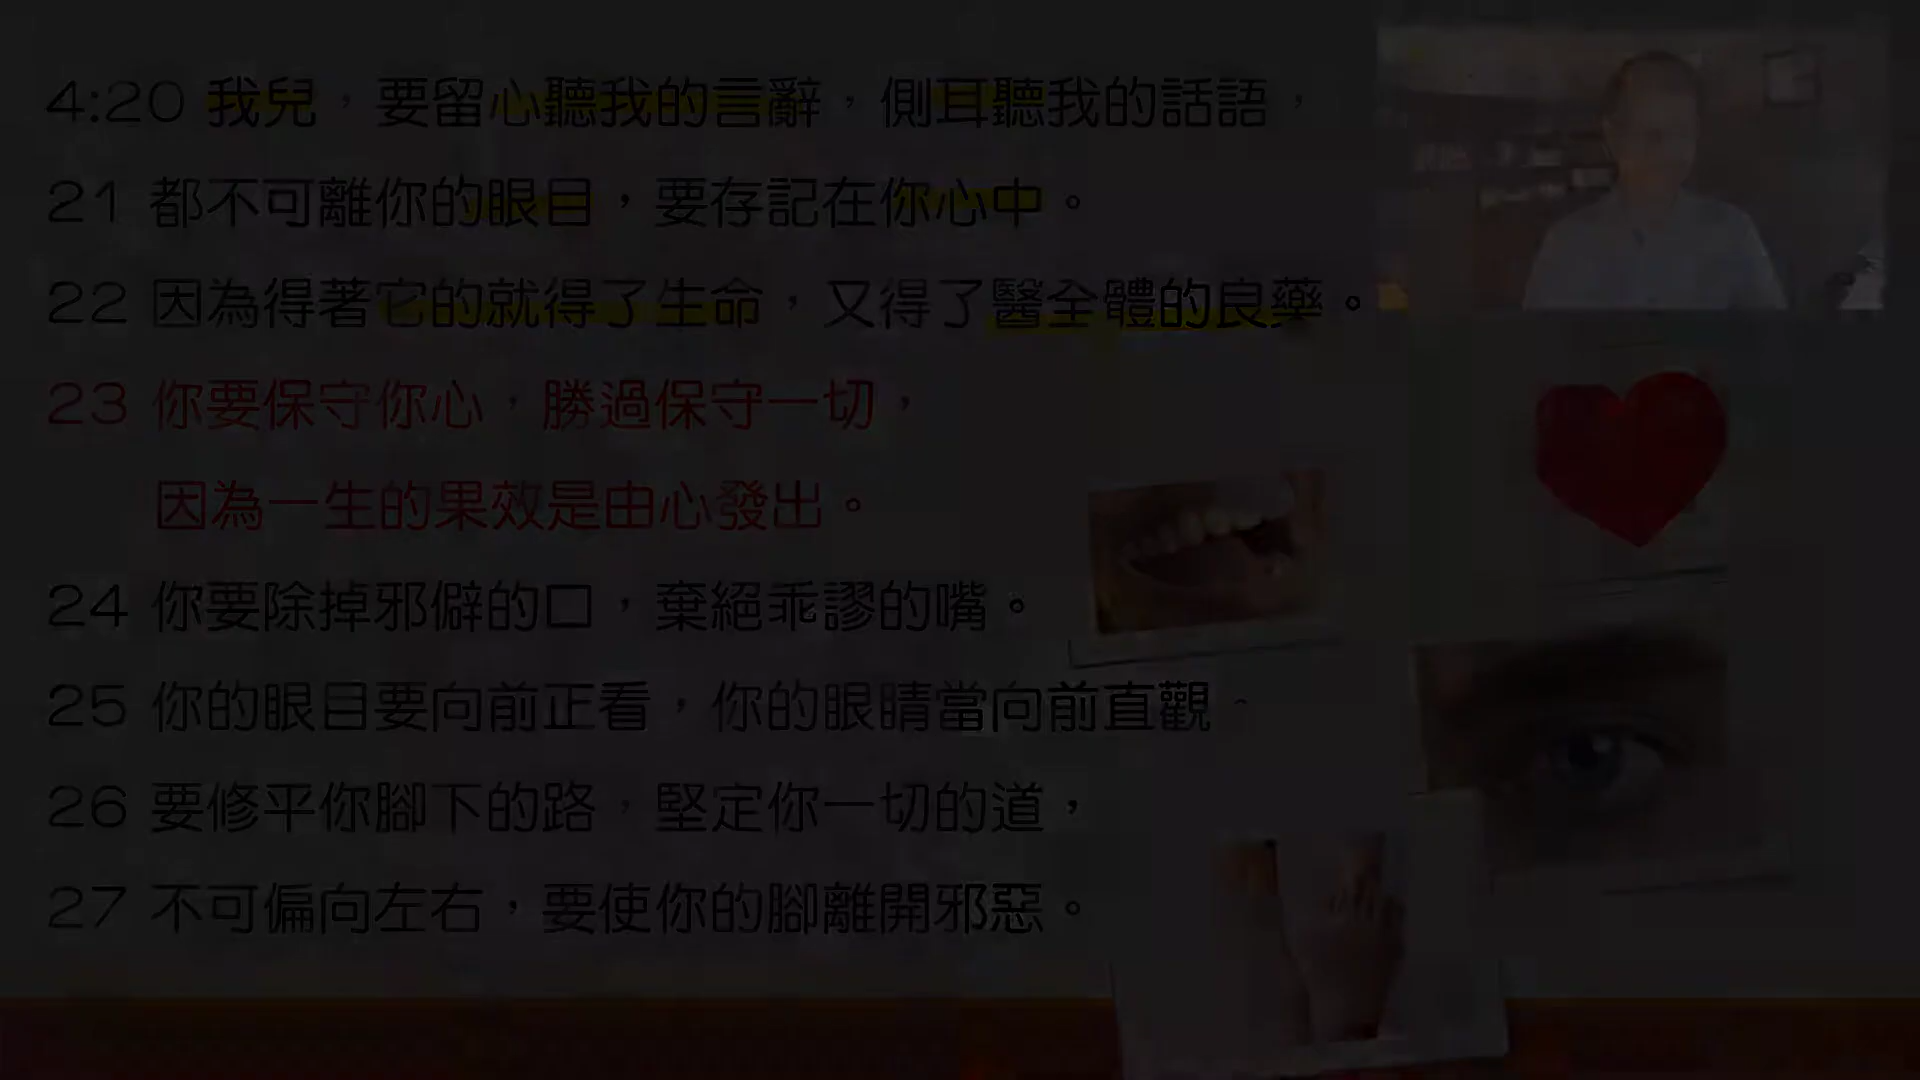 4:20 我兒，要留心聽我的言辭，側耳聽我的話語，
21 都不可離你的眼目，要存記在你心中。
22 因為得著它的就得了生命，又得了醫全體的良藥。
23 你要保守你心，勝過保守一切，
因為一生的果效是由心發出。
24 你要除掉邪僻的口，棄絕乖謬的嘴。
25 你的眼目要向前正看，你的眼睛當向前直觀。
26 要修平你腳下的路，堅定你一切的道，
27 不可偏向左右，要使你的腳離開邪惡。